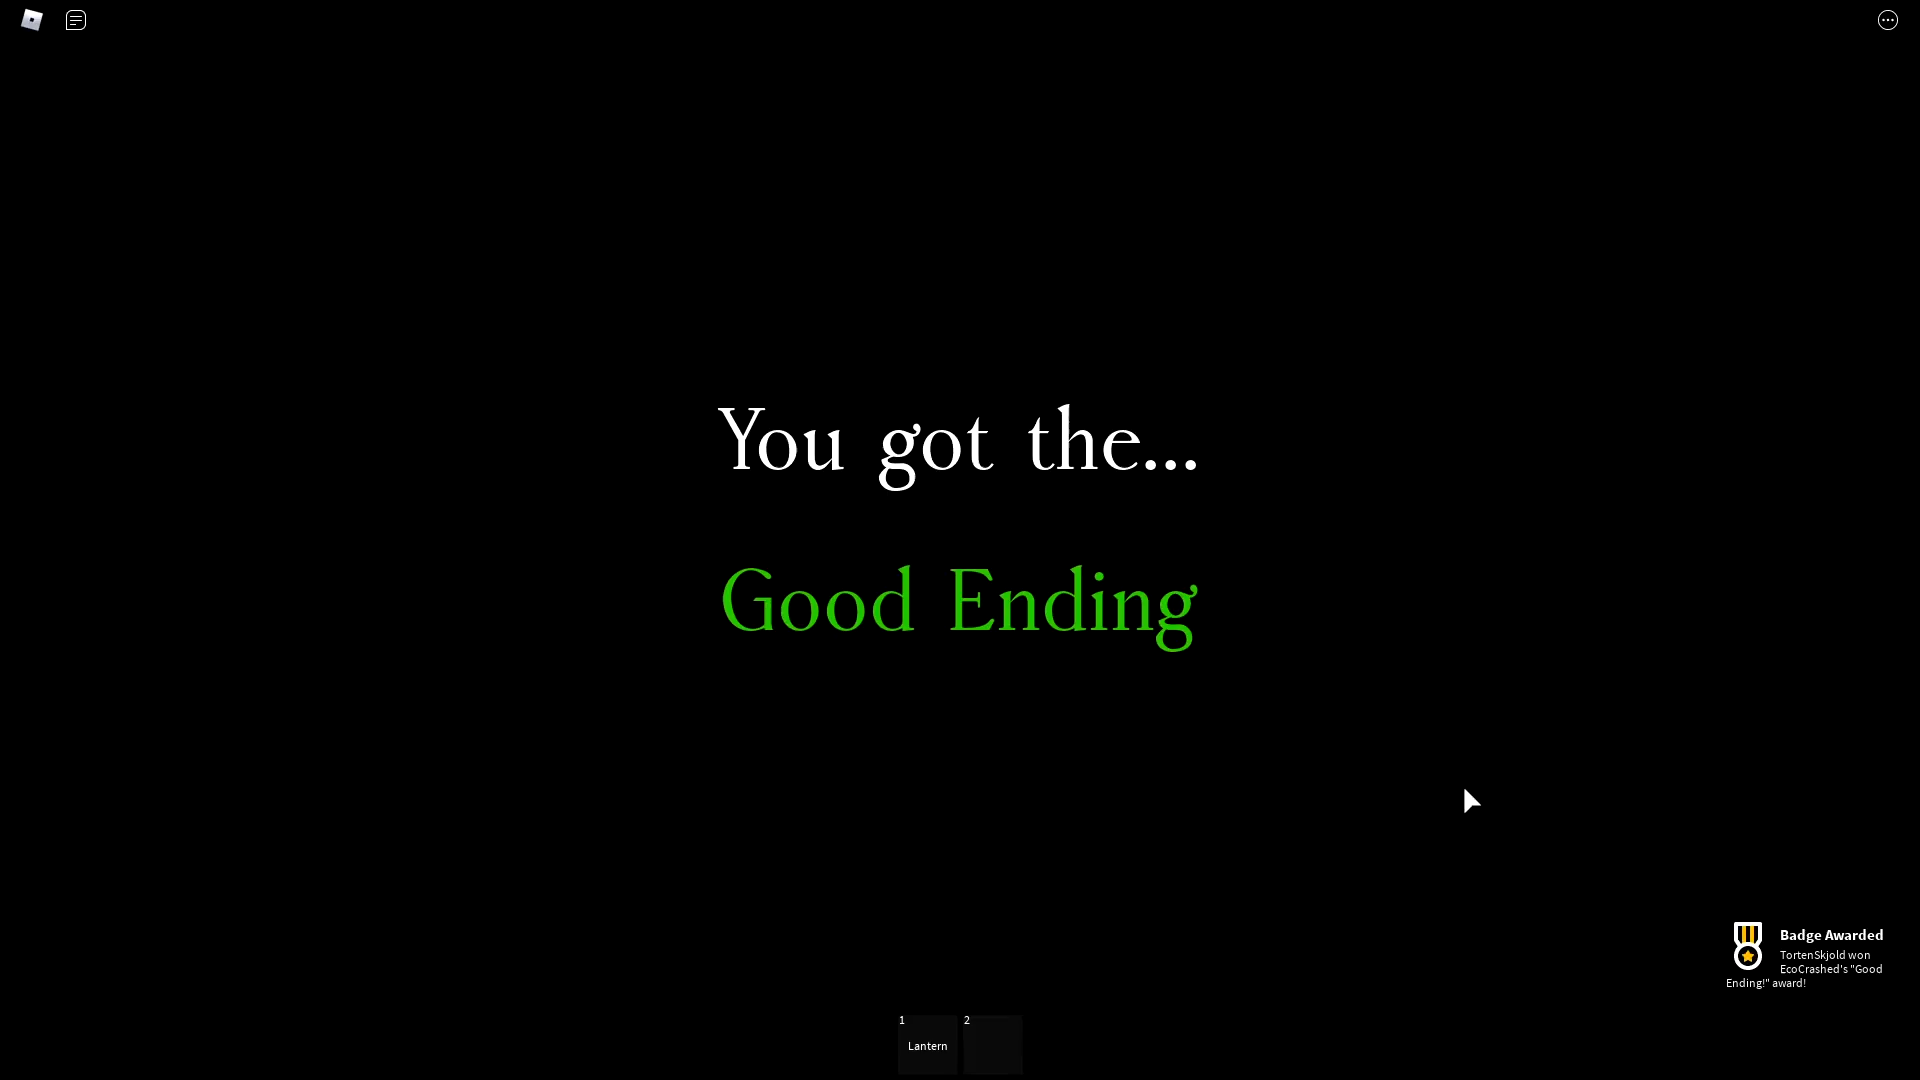 You got the...
Good Ending
Badge Awarded
TortenSkjold won
EcoCrashed's "Good
Ending!" award!
1
2
Lantern